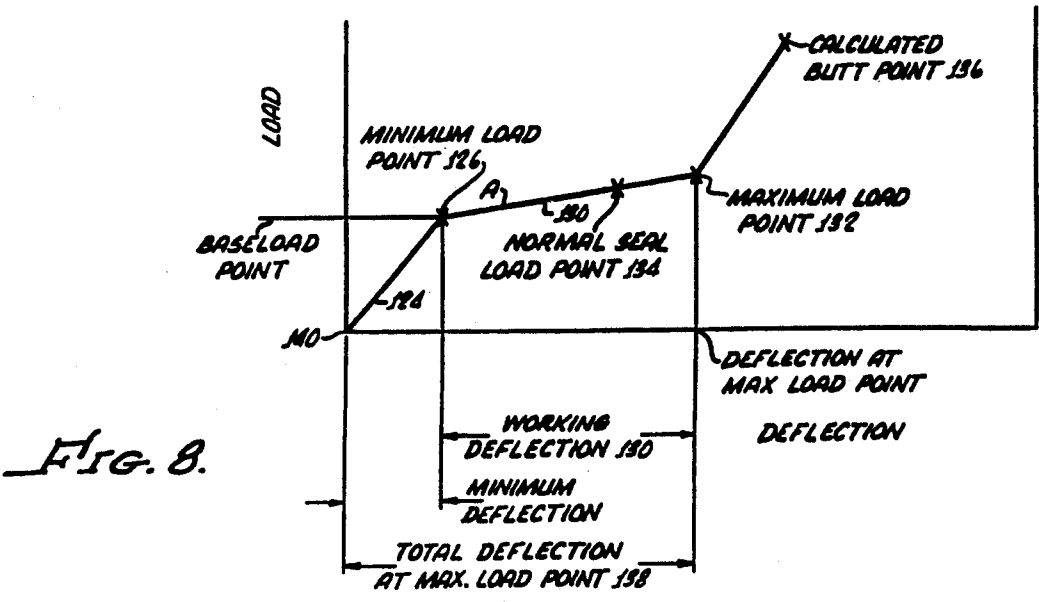 CALCULATED
BUTT POINT 136
LOAD
MINIMUM LOAD
POINT 126
A
130
MAXIMUM LOAD
POINT 132
BASELOAD
POINT
NORMAL SEAL
LOAD POINT 134
124
140
DEFLECTION AT
MAX LOAD POINT
WORKING
DEFLECTION 130
DEFLECTION
FIG. 8.
MINIMUM
DEFLECTION
TOTAL DEFLECTION
AT MAX. LOAD POINT 138